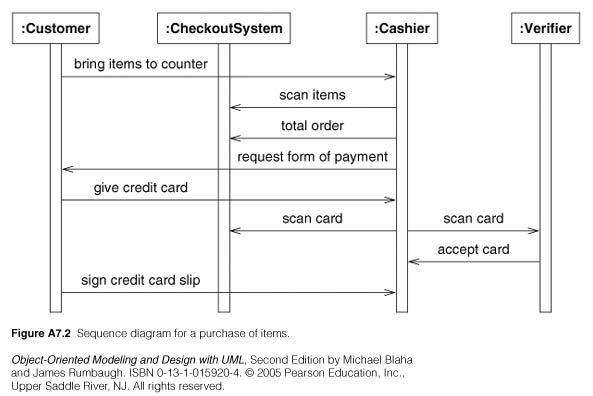 :Customer
:CheckoutSystem
:Cashier
:Verifier
bring items to counter
scan items
total order
request form of payment
give credit card
scan card
scan card
accept card
sign credit card slip
Figure A7.2 Sequence diagram for a purchase of items.
Object-Oriented Modeling and Design with UML, Second Edition by Michael Blaha
and James Rumbaugh. ISBN 0-13-1-015920-4. © 2005 Pearson Education, Inc.,
Upper Saddle River, NJ. All rights reserved.